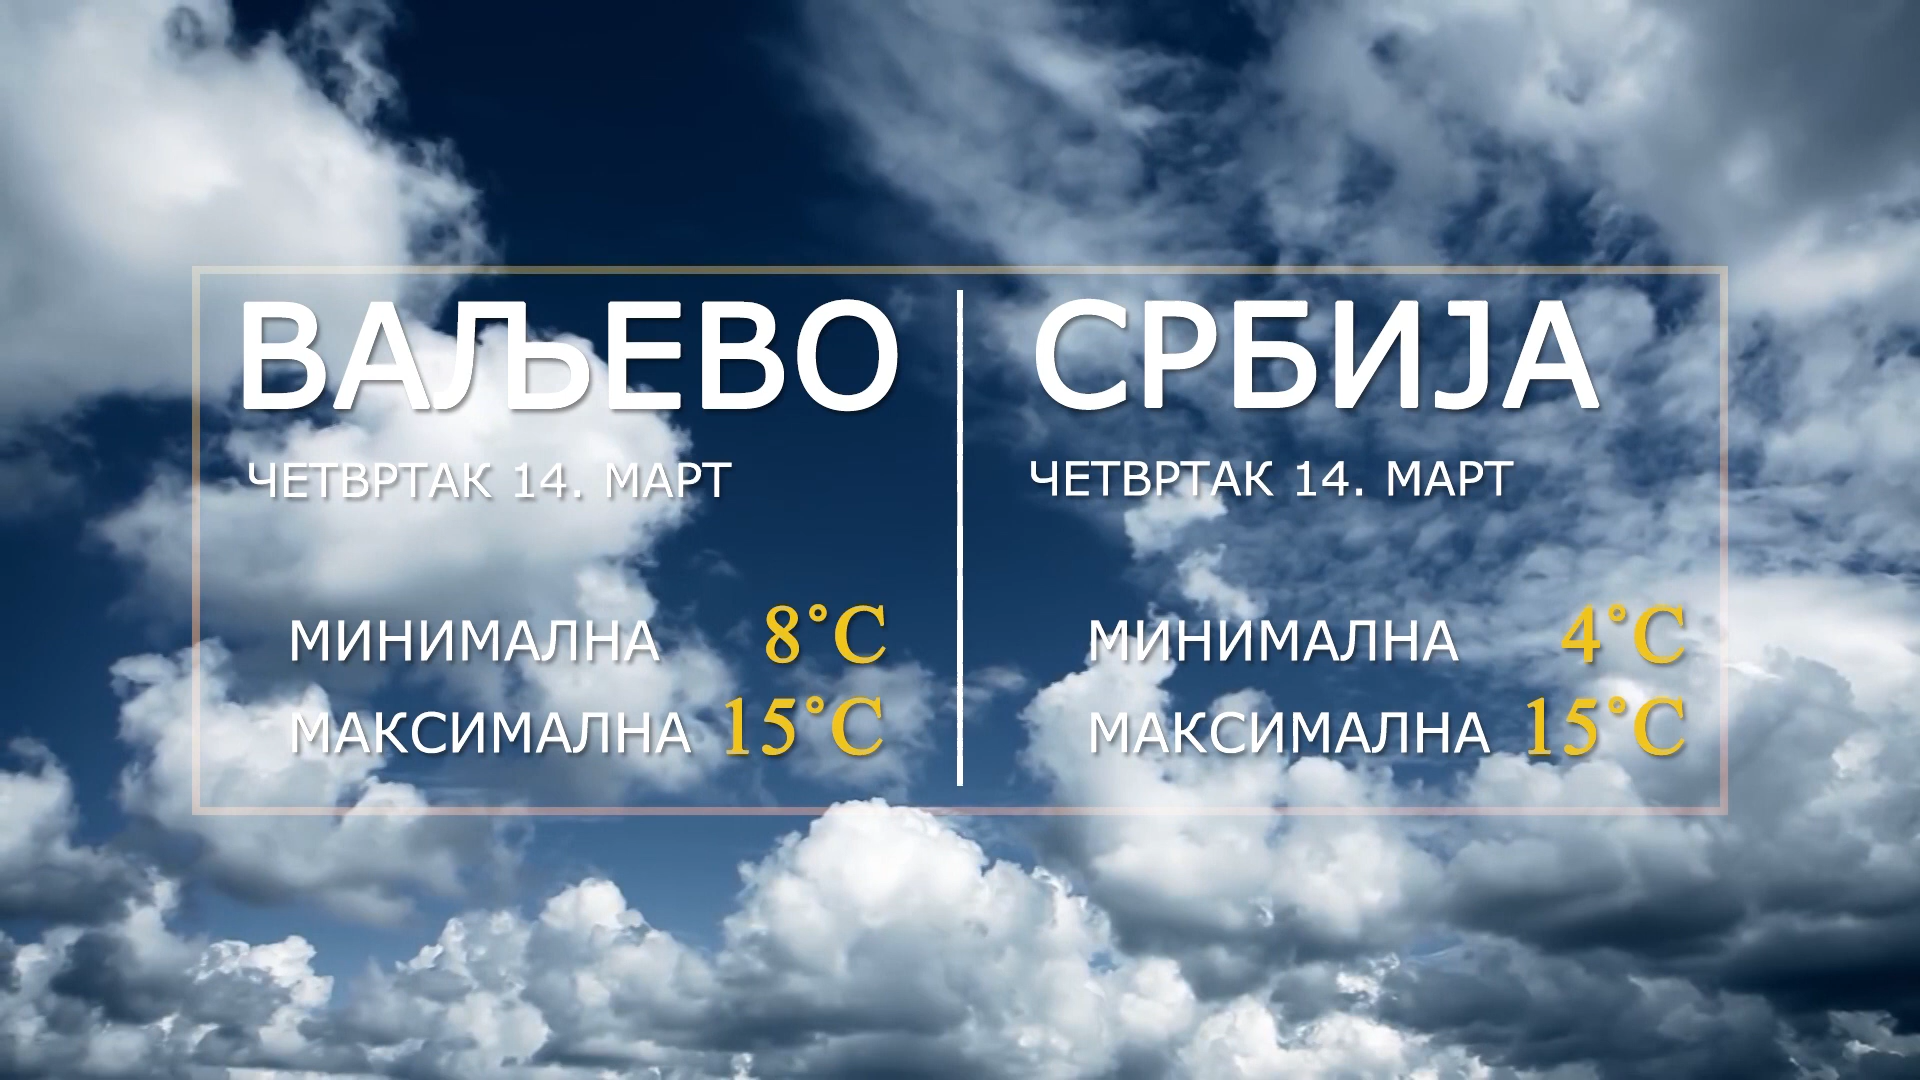 ВАЉЕВО
ЧЕТВРТАК 14. МАРТ
МИНИМАЛНА 8°C
МАКСИМАЛНА 15°C
СРБИЈА
ЧЕТВРТАК 14. МАРТ
МИНИМАЛНА 4°C
МАКСИМАЛНА 15°C